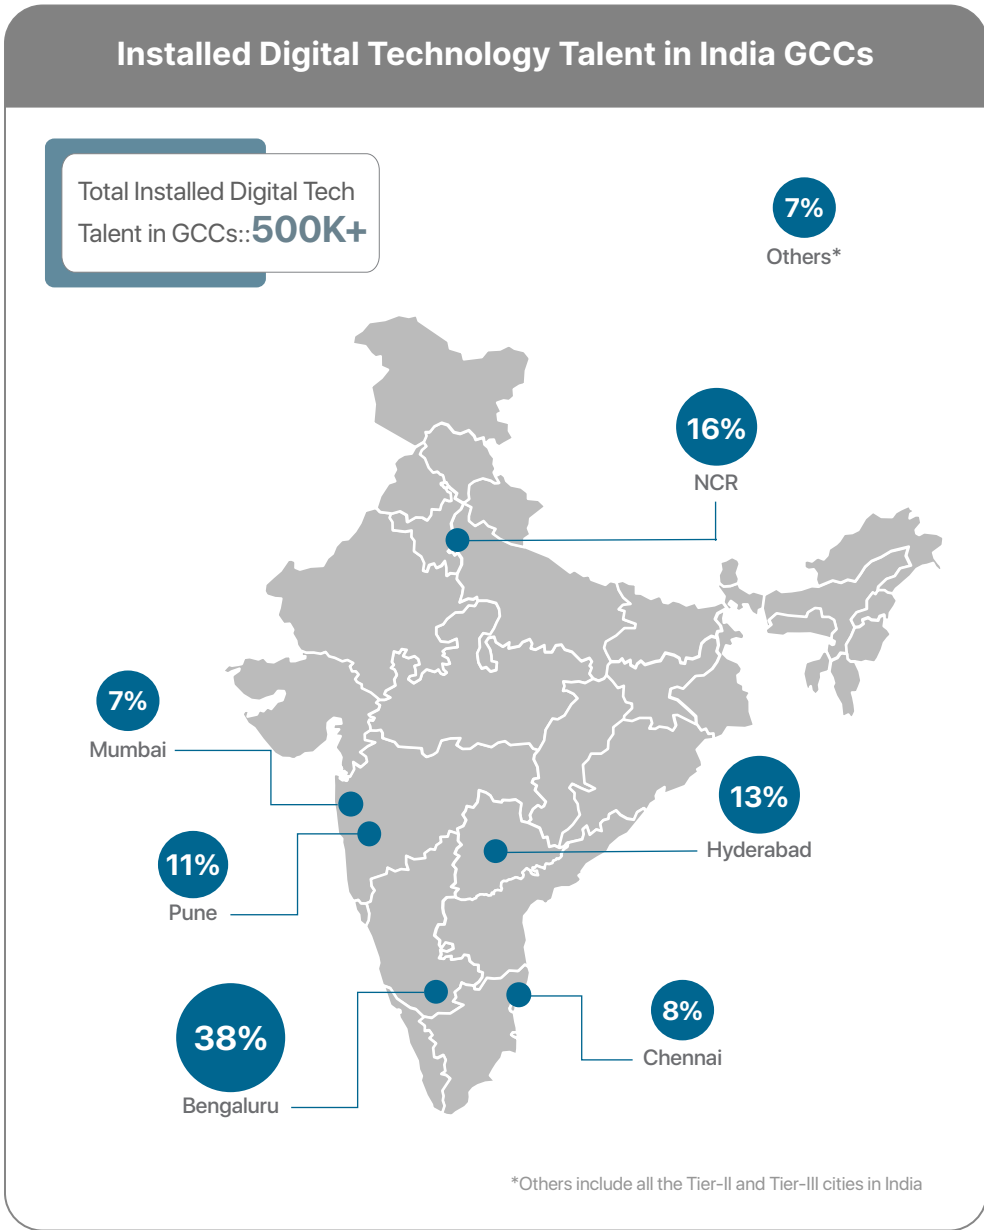 Installed Digital Technology Talent in India GCCs
Total Installed Digital Tech
Talent in GCCs::500K+
7%
Others*
16%
NCR
7%
Mumbai
13%
Hyderabad
11%
Pune
38%
Bengaluru
8%
Chennai
*Others include all the Tier-II and Tier-III cities in India